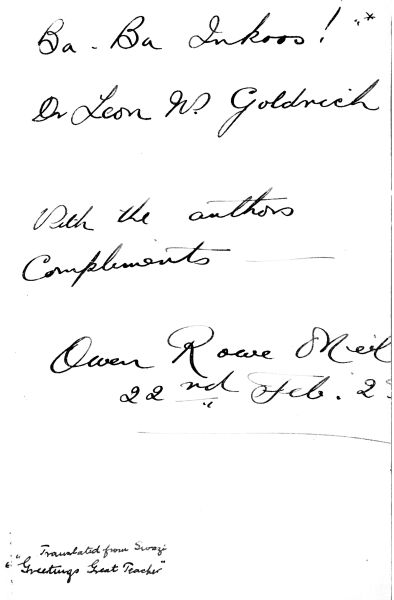 Ba - Ba Inkoos! "*
Dr Leon W. Goldrich
With the authors
Compliments
Owen Rowe O'Neil
22nd Feb. 2
Translated from Swazi
* "Greetings Great Teacher"